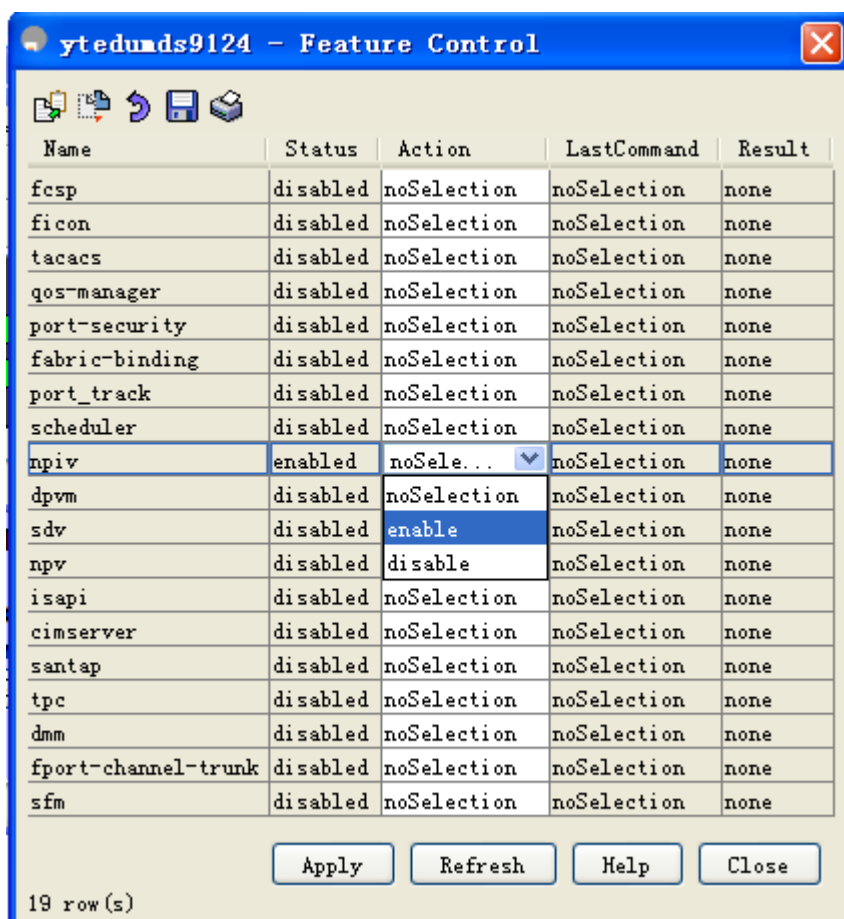 ytedumds9124 - Feature Control
Name Status Action LastCommand Result
fcsp disabled noSelection noSelection none
ficon disabled noSelection noSelection none
tacacs disabled noSelection noSelection none
qos-manager disabled noSelection noSelection none
port-security disabled noSelection noSelection none
fabric-binding disabled noSelection noSelection none
port_track disabled noSelection noSelection none
scheduler disabled noSelection noSelection none
npiv enabled noSele... noSelection none
dpvm disabled noSelection noSelection none
sdv disabled enable noSelection none
npv disabled disable noSelection none
isapi disabled noSelection noSelection none
cimserver disabled noSelection noSelection none
santap disabled noSelection noSelection none
tpc disabled noSelection noSelection none
dmm disabled noSelection noSelection none
fport-channel-trunk disabled noSelection noSelection none
sfm disabled noSelection noSelection none
Apply Refresh Help Close
19 row(s)